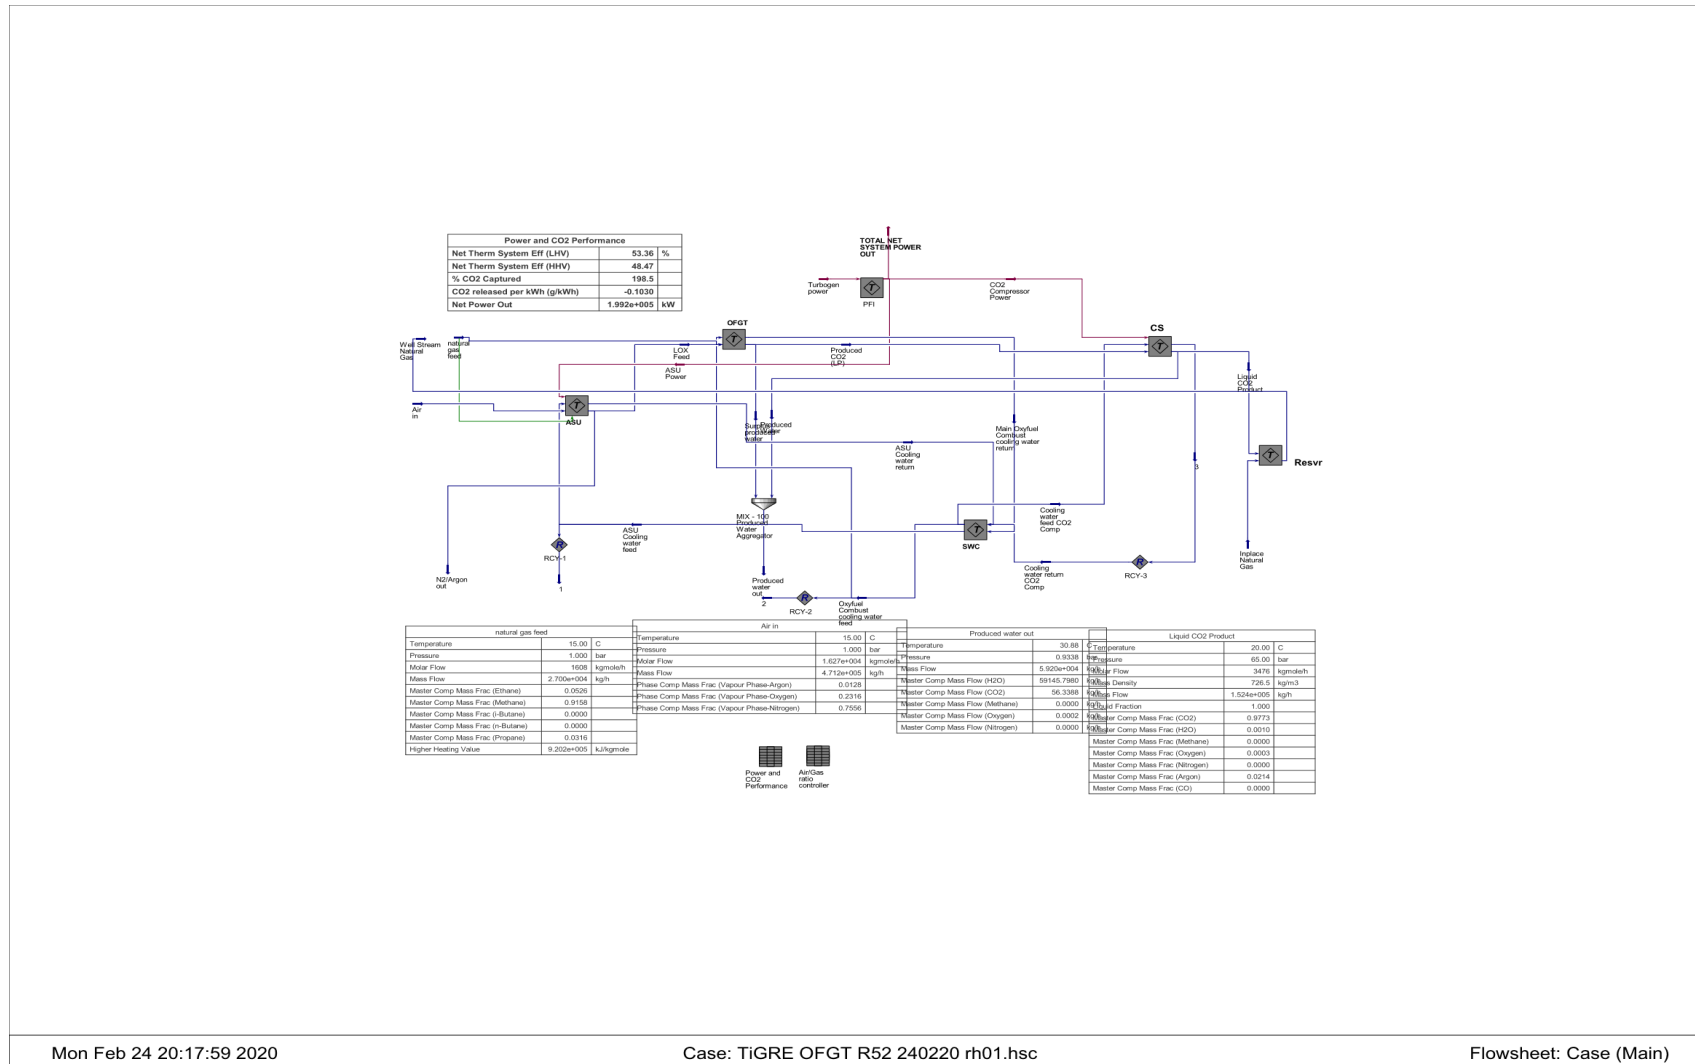 Power and CO2 Performance
Net Therm System Eff (LHV) 53.36 %
Net Therm System Eff (HHV) 48.47
% CO2 Captured 198.5
CO2 released per kWh (g/kWh) -0.1030
Net Power Out 1.992e+005 kW
TOTAL NET
SYSTEM POWER
OUT
Turbogen
power
PFI
CO2
Compressor
Power
OFGT
CS
Well Stream
Natural
Gas
natural
gas
feed
LOX
Feed
Produced
CO2
(LP)
ASU
Power
Liquid
CO2
Product
Air
in
ASU
Surplus
produced
water
Produced
Water
ASU
Cooling
water
return
Main Oxyfuel
Combust
cooling water
return
3
Resvr
MIX - 100
Produced
Water
Aggregator
ASU
Cooling
water
feed
SWC
Cooling
water
feed CO2
Comp
RCY-1
N2/Argon
out
1
Produced
water
out
2
RCY-2
Oxyfuel
Combust
cooling water
feed
Cooling
water return
CO2
Comp
RCY-3
Inplace
Natural
Gas
natural gas feed
Temperature 15.00 C
Pressure 1.000 bar
Molar Flow 1608 kgmole/h
Mass Flow 2.700e+004 kg/h
Master Comp Mass Frac (Ethane) 0.0526
Master Comp Mass Frac (Methane) 0.9158
Master Comp Mass Frac (i-Butane) 0.0000
Master Comp Mass Frac (n-Butane) 0.0000
Master Comp Mass Frac (Propane) 0.0316
Higher Heating Value 9.202e+005 kJ/kgmole
Air in
Temperature 15.00 C
Pressure 1.000 bar
Molar Flow 1.627e+004 kgmole/h
Mass Flow 4.712e+005 kg/h
Phase Comp Mass Frac (Vapour Phase-Argon) 0.0128
Phase Comp Mass Frac (Vapour Phase-Oxygen) 0.2316
Phase Comp Mass Frac (Vapour Phase-Nitrogen) 0.7556
Produced water out
Temperature 30.88 C
Pressure 0.9338 bar
Mass Flow 5.920e+004 kg/h
Master Comp Mass Flow (H2O) 59145.7980 kg/h
Master Comp Mass Flow (CO2) 56.3388 kg/h
Master Comp Mass Flow (Methane) 0.0000 kg/h
Master Comp Mass Flow (Oxygen) 0.0002 kg/h
Master Comp Mass Flow (Nitrogen) 0.0000 kg/h
Liquid CO2 Product
Temperature 20.00 C
Pressure 65.00 bar
Molar Flow 3476 kgmole/h
Mass Density 726.5 kg/m3
Mass Flow 1.524e+005 kg/h
Liquid Fraction 1.000
Master Comp Mass Frac (CO2) 0.9773
Master Comp Mass Frac (H2O) 0.0010
Master Comp Mass Frac (Methane) 0.0000
Master Comp Mass Frac (Oxygen) 0.0003
Master Comp Mass Frac (Nitrogen) 0.0000
Master Comp Mass Frac (Argon) 0.0214
Master Comp Mass Frac (CO) 0.0000
Power and
CO2
Performance
Air/Gas
ratio
controller
Mon Feb 24 20:17:59 2020
Case: TiGRE OFGT R52 240220 rh01.hsc
Flowsheet: Case (Main)